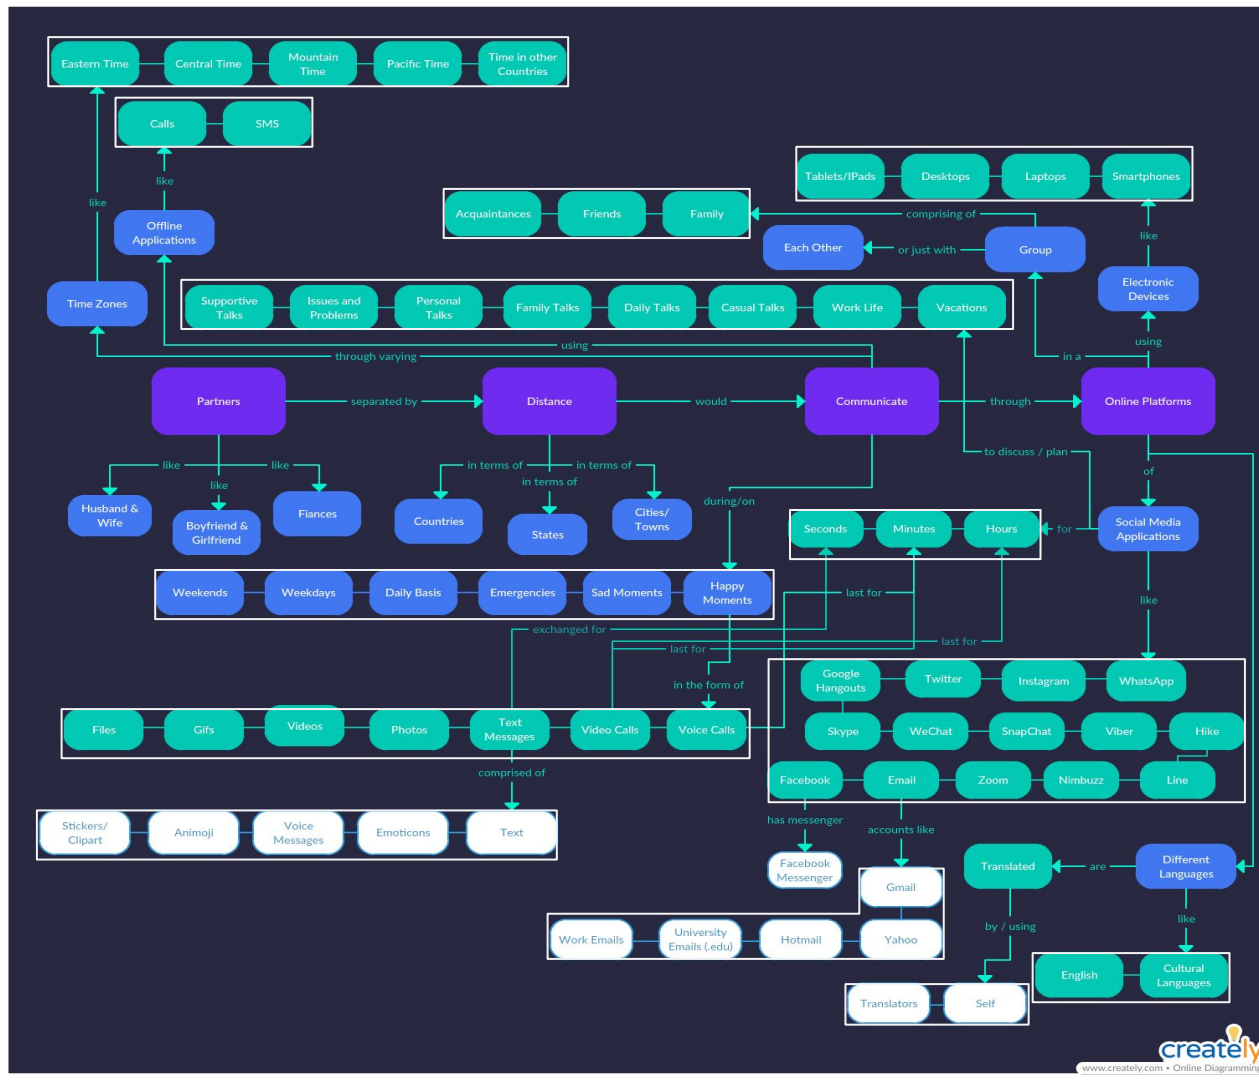 Eastern Time
Central Time
Mountain
Time
Pacific Time
Time in other
Countries
Calls
SMS
like
like
Offline
Applications
Time Zones
Tablets/IPads
Desktops
Laptops
Smartphones
Acquaintances
Friends
Family
comprising of
Each Other
or just with
Group
like
Electronic
Devices
Supportive
Talks
Issues and
Problems
Personal
Talks
Family Talks
Daily Talks
Casual Talks
Work Life
Vacations
using
through varying
using
in a
Partners
separated by
Distance
would
Communicate
through
Online Platforms
like
like
like
in terms of
in terms of
in terms of
to discuss / plan
of
Husband &
Wife
Boyfriend &
Girlfriend
Fiances
Countries
States
Cities/
Towns
during/on
Seconds
Minutes
Hours
for
Social Media
Applications
Weekends
Weekdays
Daily Basis
Emergencies
Sad Moments
Happy
Moments
last for
like
exchanged for
last for
last for
in the form of
Google
Hangouts
Twitter
Instagram
WhatsApp
Files
Gifs
Videos
Photos
Text
Messages
Video Calls
Voice Calls
Skype
WeChat
SnapChat
Viber
Hike
Facebook
Email
Zoom
Nimbuzz
Line
comprised of
Stickers/
Clipart
Animoji
Voice
Messages
Emoticons
Text
has messenger
accounts like
Facebook
Messenger
Gmail
Translated
are
Different
Languages
Work Emails
University
Emails (.edu)
Hotmail
Yahoo
by / using
like
English
Cultural
Languages
Translators
Self
creately
www.creately.com • Online Diagramming